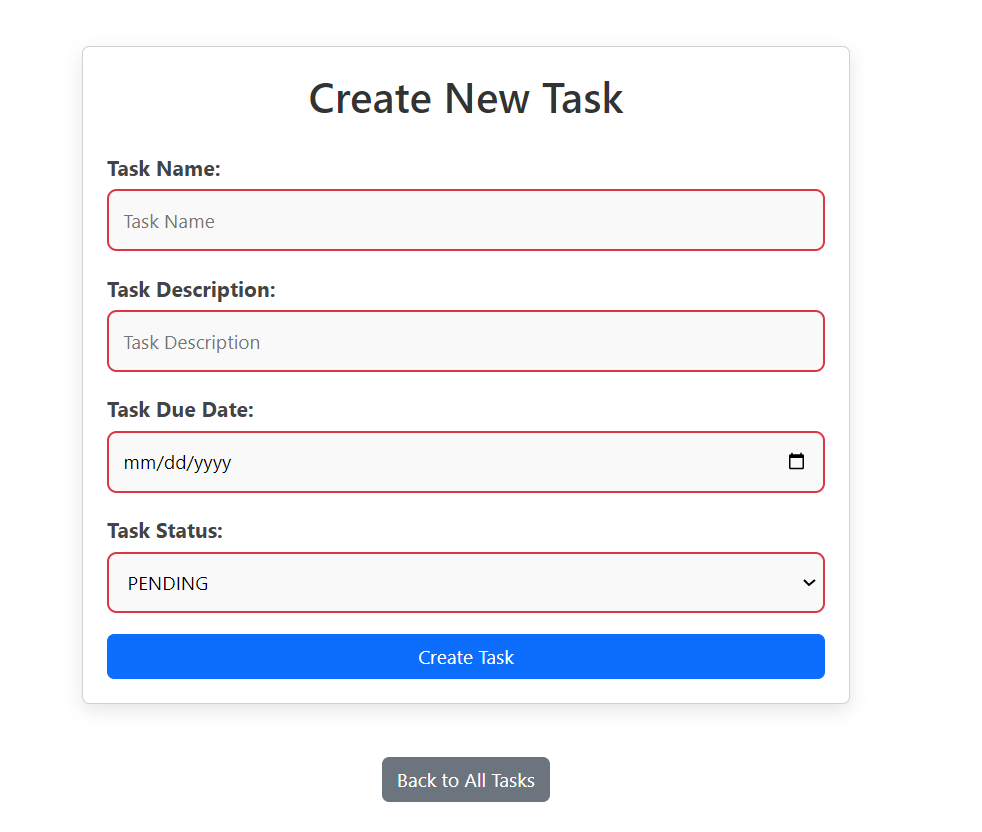 Create New Task
Task Name:
Task Name
Task Description:
Task Description
Task Due Date:
mm/dd/yyyy
Task Status:
PENDING
Create Task
Back to All Tasks